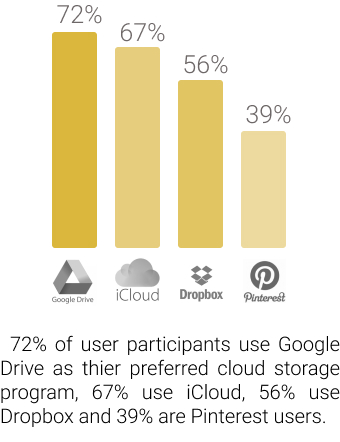 72%
67%
56%
39%
Google Drive
iCloud
Dropbox
Pinterest
72% of user participants use Google
Drive as thier preferred cloud storage
program, 67% use iCloud, 56% use
Dropbox and 39% are Pinterest users.